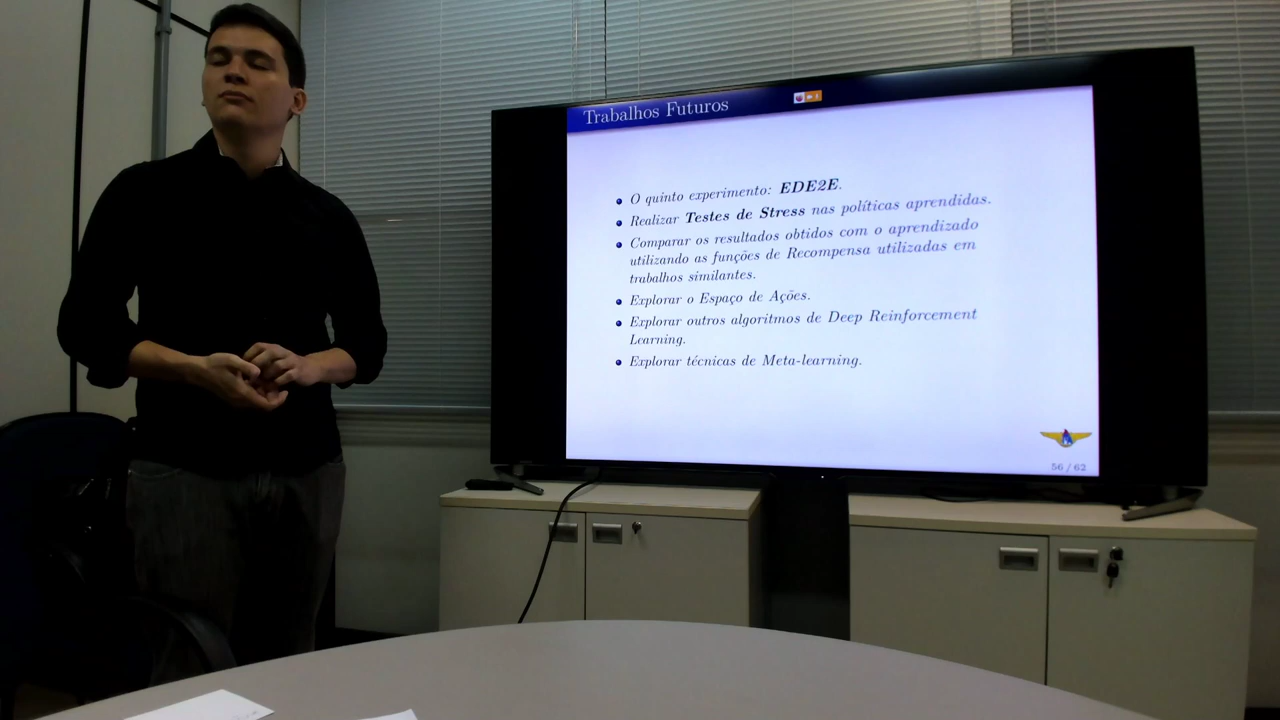 Trabalhos Futuros
O quinto experimento: EDE2E.
Realizar Testes de Stress nas políticas aprendidas.
Comparar os resultados obtidos com o aprendizado
utilizando as funções de Recompensa utilizadas em
trabalhos similantes.
Explorar o Espaço de Ações.
Explorar outros algoritmos de Deep Reinforcement
Learning.
Explorar técnicas de Meta-learning.
56 / 62